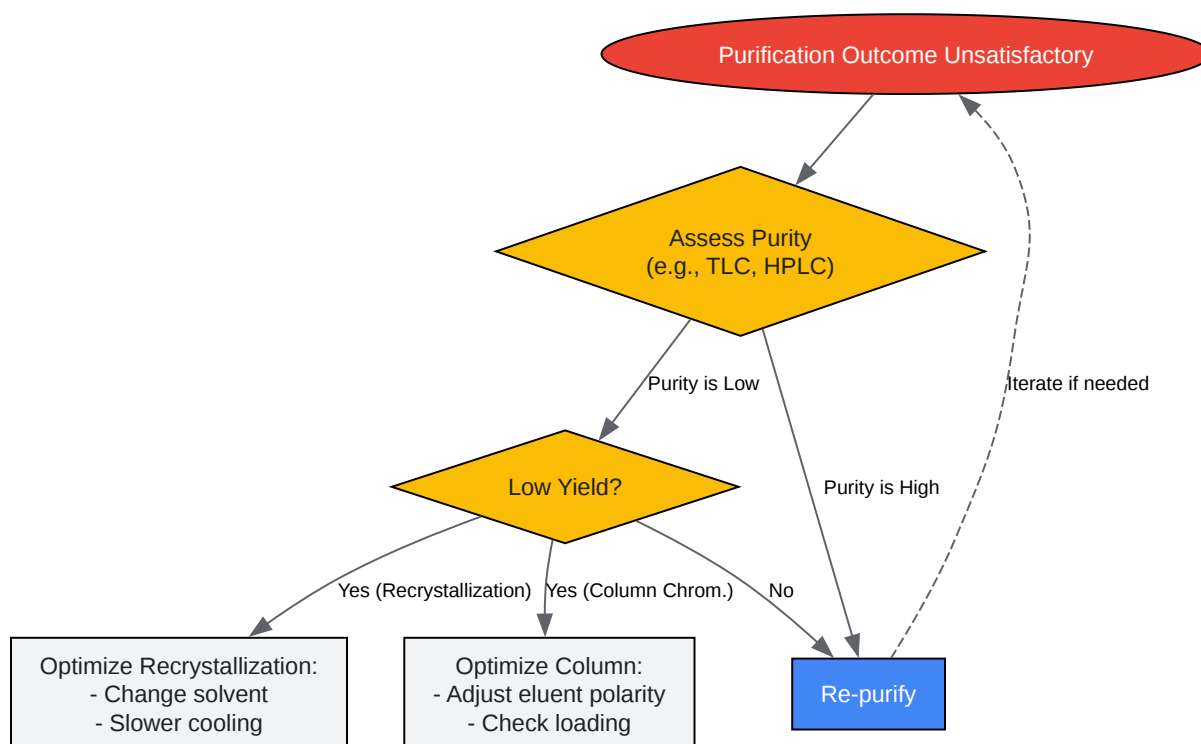 Purification Outcome Unsatisfactory
Assess Purity
(e.g., TLC, HPLC)
Purity is Low
Iterate if needed
Low Yield?
Purity is High
Yes (Recrystallization)
Yes (Column Chrom.)
No
Optimize Recrystallization:
- Change solvent
- Slower cooling
Optimize Column:
- Adjust eluent polarity
- Check loading
Re-purify